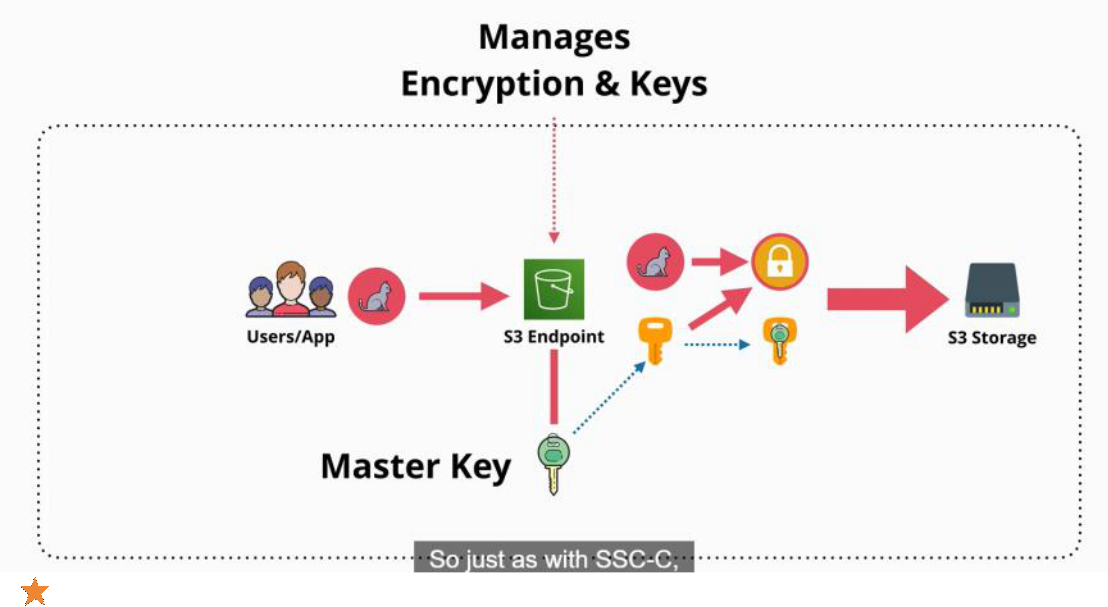 Manages
Encryption & Keys
Users/App
S3 Endpoint
S3 Storage
Master Key
So just as with SSC-C,